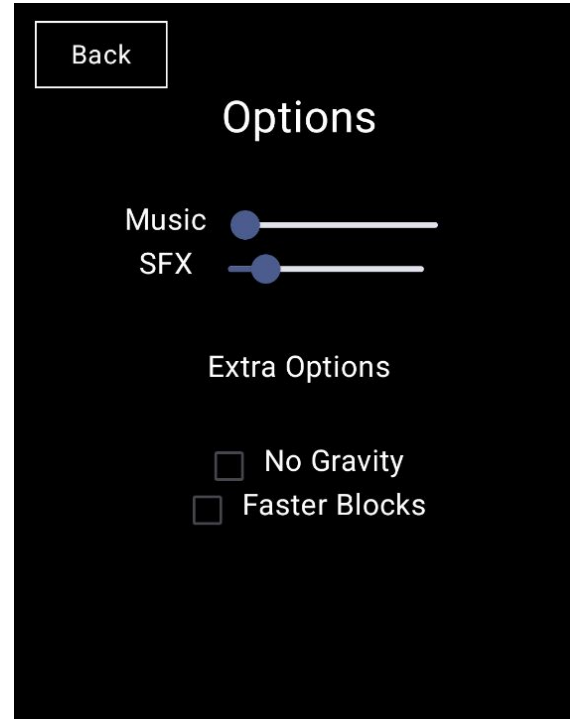 Back
Options
Music
SFX
Extra Options
No Gravity
Faster Blocks